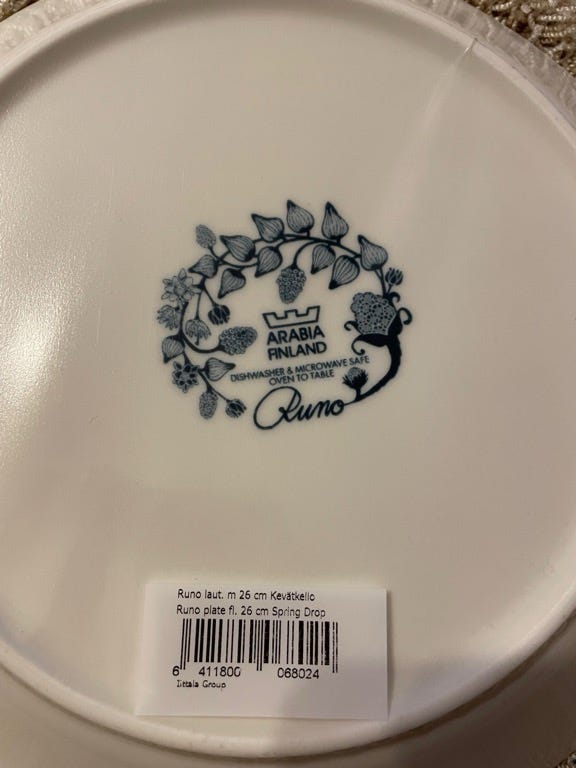 ARABIA
FINLAND
DISHWASHER & MICROWAVE SAFE
OVEN TO TABLE
Runo
Runo laut. m 26 cm Kevätkello
Runo plate fl. 26 cm Spring Drop
6 411800 068024
Iittala Group